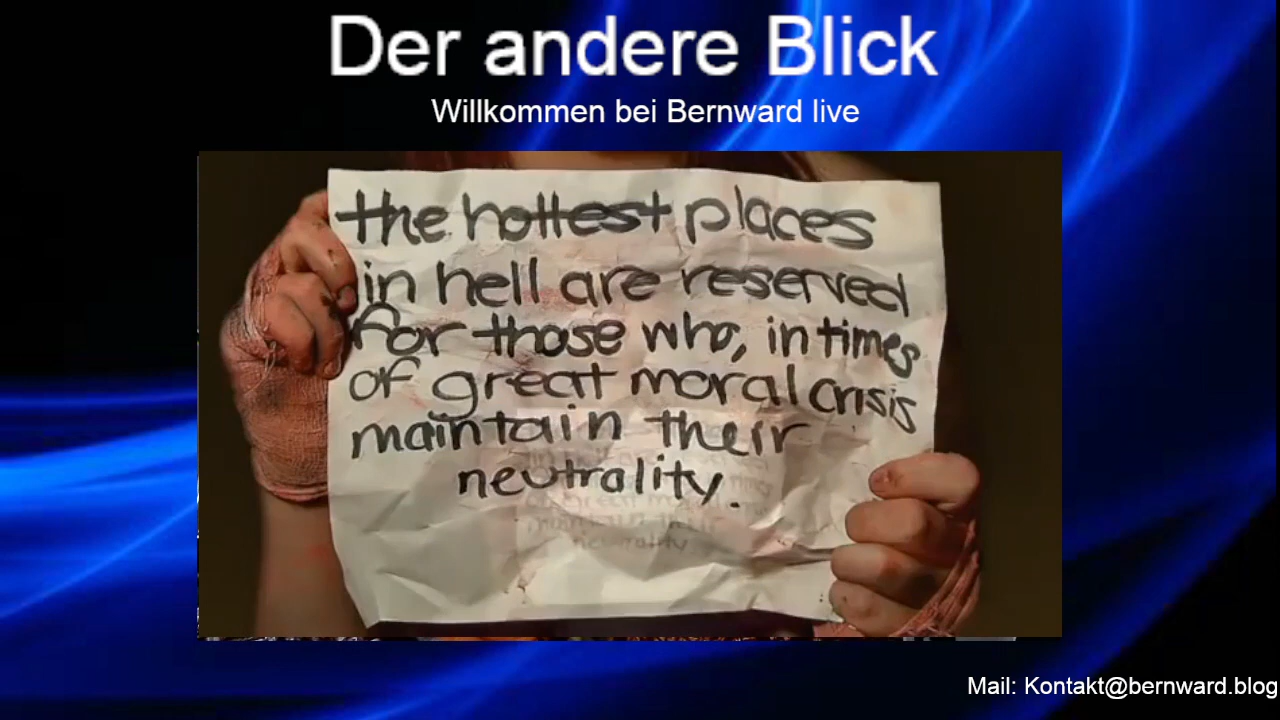 Der andere Blick
Willkommen bei Bernward live
the hottest places
in hell are reserved
for those who, in times
of great moral crisis
maintain their
neutrality.
Mail: Kontakt@bernward.blog